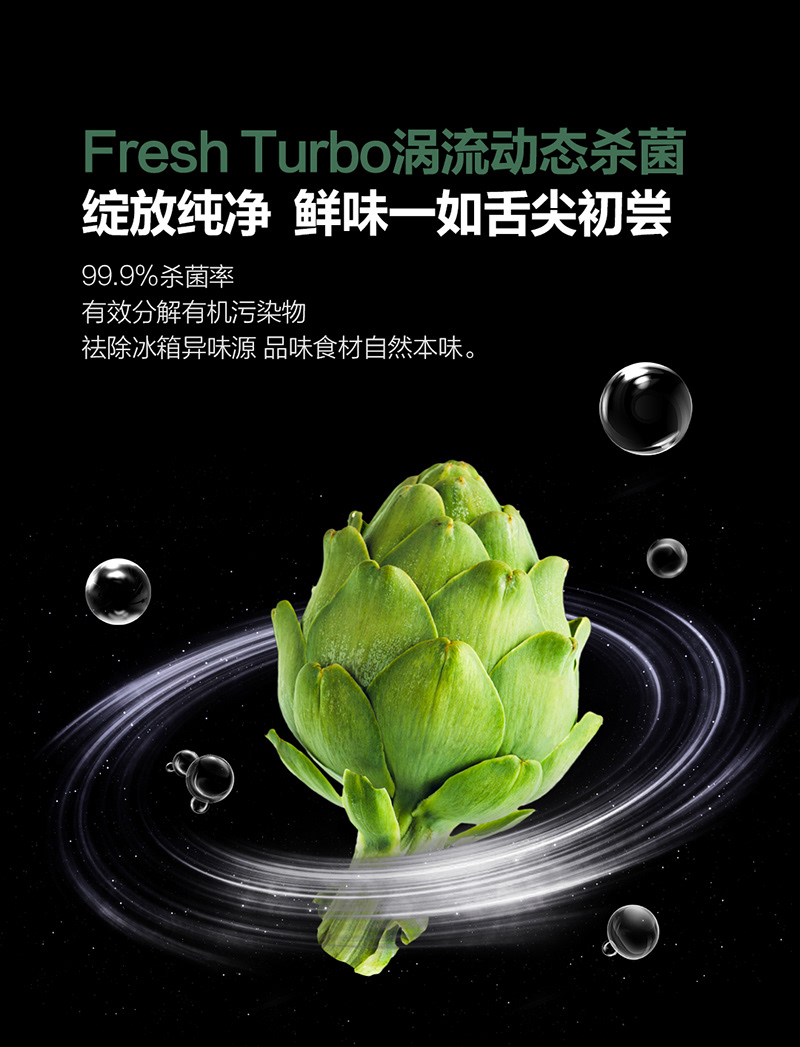 Fresh Turbo涡流动态杀菌
绽放纯净 鲜味一如舌尖初尝
99.9%杀菌率
有效分解有机污染物
祛除冰箱异味源 品味食材自然本味。